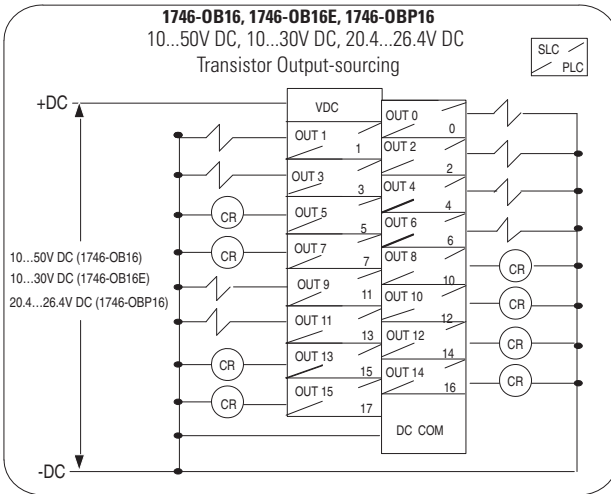 1746-OB16, 1746-OB16E, 1746-OBP16
10...50V DC, 10...30V DC, 20.4...26.4V DC
Transistor Output-sourcing
SLC
PLC
+DC
VDC
OUT 0
0
OUT 1
1
OUT 2
2
OUT 3
3
OUT 4
4
CR
OUT 5
5
OUT 6
6
CR
OUT 7
7
OUT 8
10
CR
10...50V DC (1746-OB16)
10...30V DC (1746-OB16E)
20.4...26.4V DC (1746-OBP16)
OUT 9
11
OUT 10
12
CR
OUT 11
13
OUT 12
14
CR
CR
OUT 13
15
OUT 14
16
CR
CR
OUT 15
17
DC COM
-DC